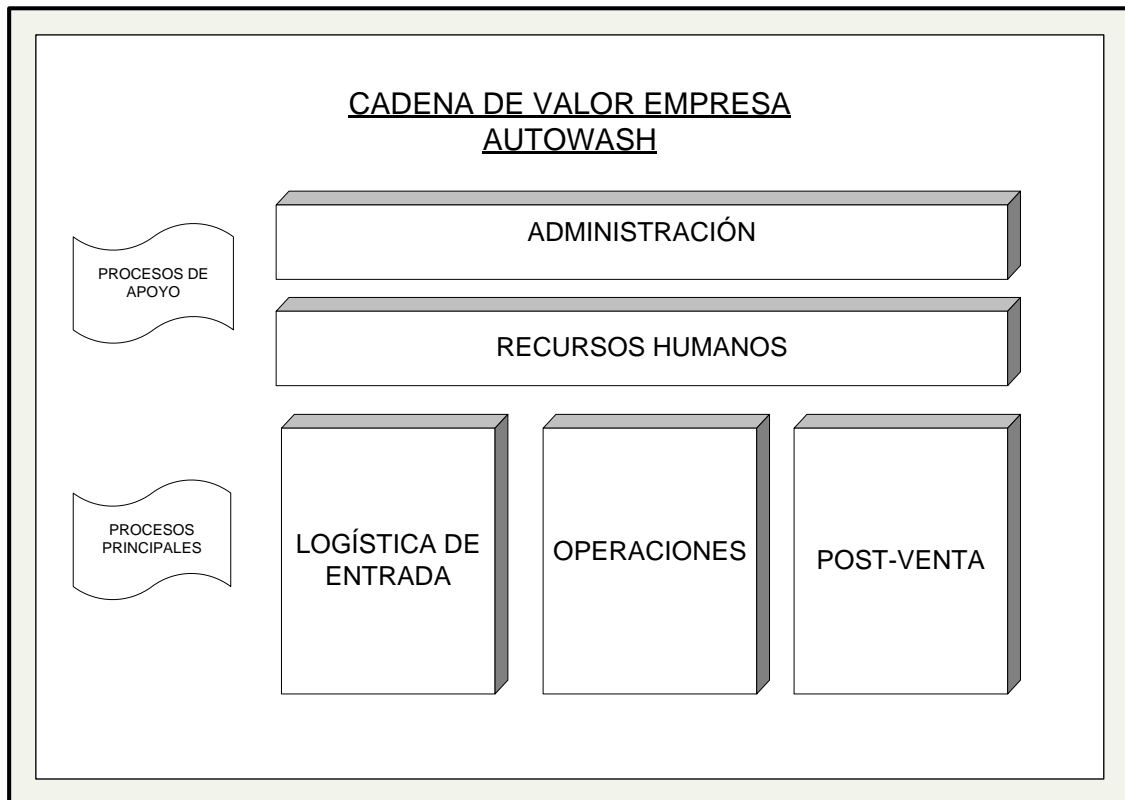 CADENA DE VALOR EMPRESA
AUTOWASH
PROCESOS DE
APOYO
ADMINISTRACIÓN
RECURSOS HUMANOS
PROCESOS
PRINCIPALES
LOGÍSTICA DE
ENTRADA
OPERACIONES
POST-VENTA